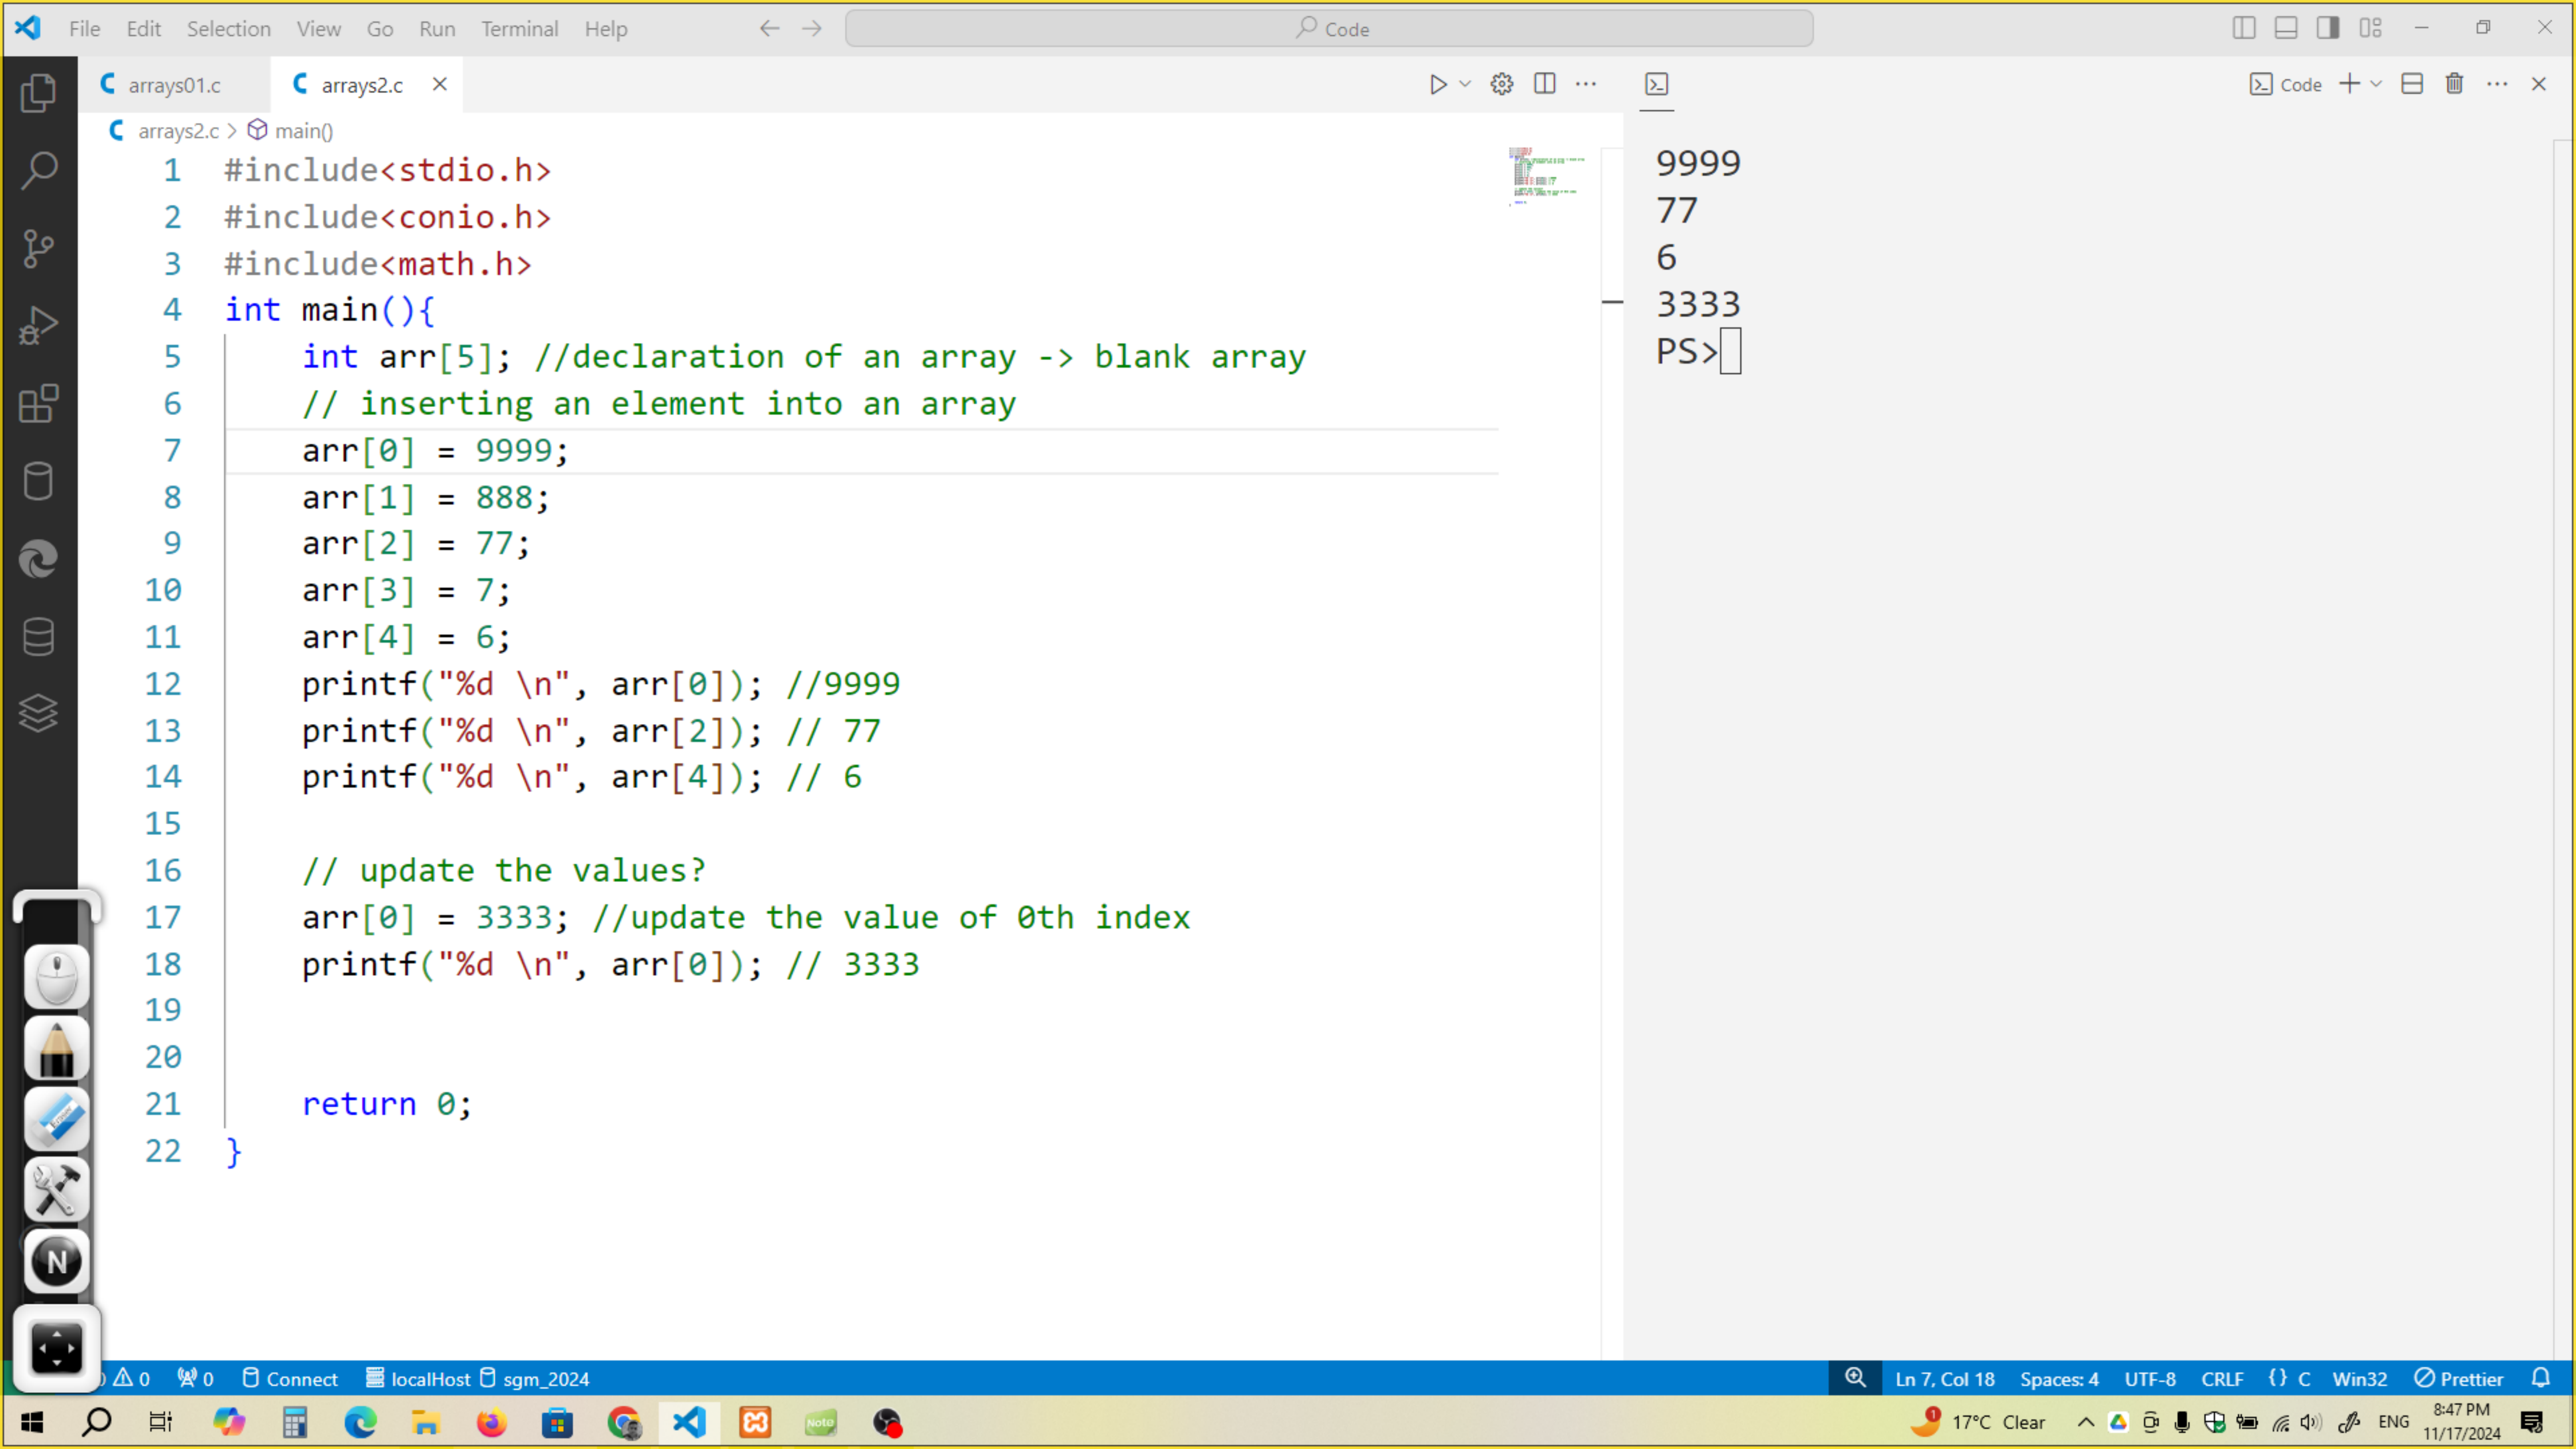 File Edit Selection View Go Run Terminal Help Code
arrays01.c arrays2.c Code
arrays2.c > main()
1 #include<stdio.h>
2 #include<conio.h>
3 #include<math.h>
4 int main(){
5 int arr[5]; //declaration of an array -> blank array
6 // inserting an element into an array
7 arr[0] = 9999;
8 arr[1] = 888;
9 arr[2] = 77;
10 arr[3] = 7;
11 arr[4] = 6;
12 printf("%d \n", arr[0]); //9999
13 printf("%d \n", arr[2]); // 77
14 printf("%d \n", arr[4]); // 6
15
16 // update the values?
17 arr[0] = 3333; //update the value of 0th index
18 printf("%d \n", arr[0]); // 3333
19
20
21 return 0;
22 }
9999
77
6
3333
PS>
N
0 0 Connect localHost sgm_2024 Ln 7, Col 18 Spaces: 4 UTF-8 CRLF {} C Win32 Prettier
Note 1 17°C Clear ENG 8:47 PM
11/17/2024